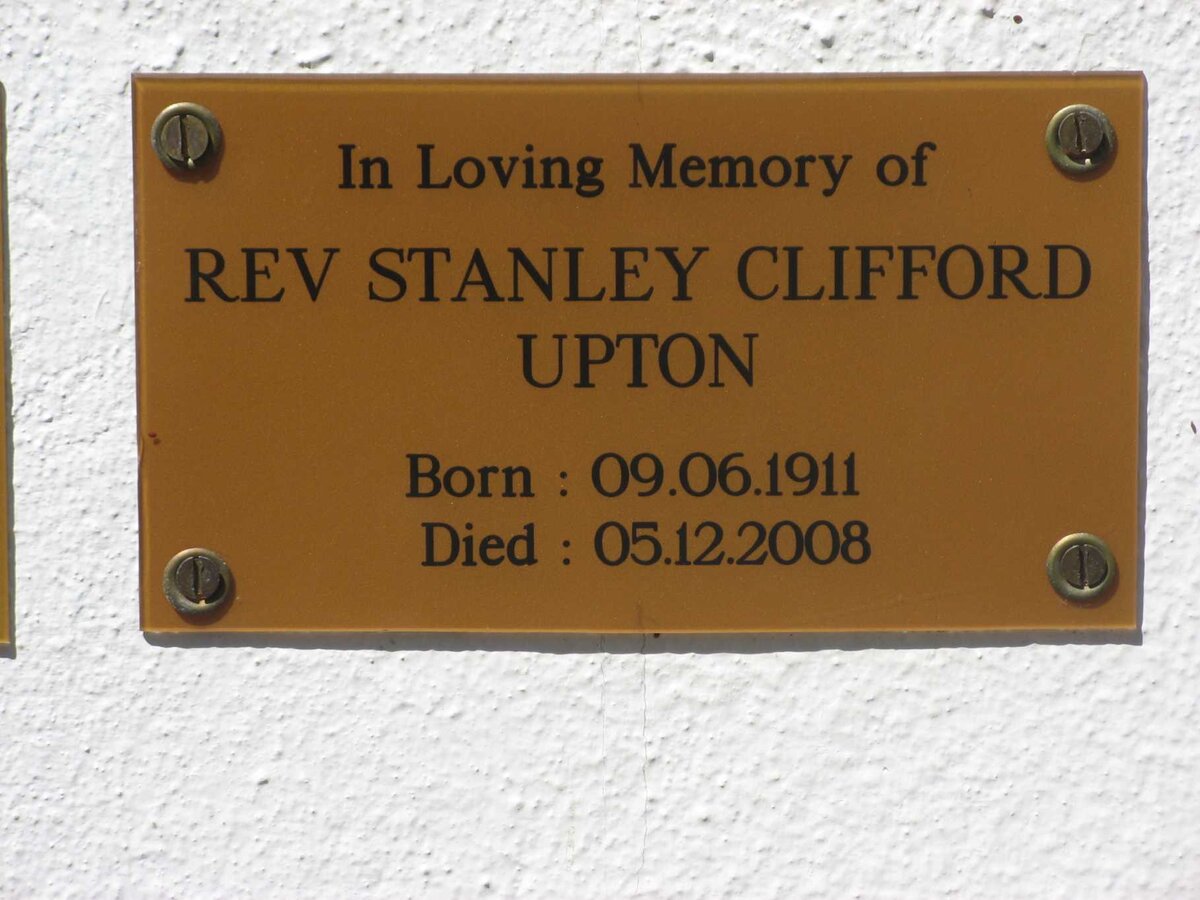 In Loving Memory of
REV STANLEY CLIFFORD
UPTON
Born : 09.06.1911
Died : 05.12.2008